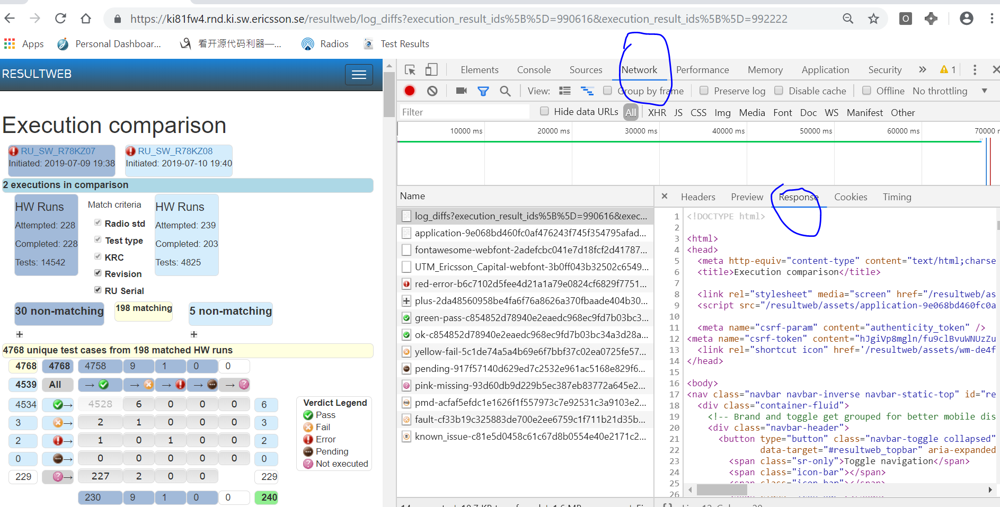 https://ki81fw4.rnd.ki.sw.ericsson.se/resultweb/log_diffs?execution_result_ids%5B%5D=990616&execution_result_ids%5B%5D=992222
Apps Personal Dashboar... 看开源代码利器—... Radios Test Results
RESULTWEB
Execution comparison
RU_SW_R78KZ07
Initiated: 2019-07-09 19:38
RU_SW_R78KZ08
Initiated: 2019-07-10 19:40
2 executions in comparison
HW Runs
Attempted: 228
Completed: 228
Tests: 14542
Match criteria
Radio std
Test type
KRC
Revision
RU Serial
HW Runs
Attempted: 239
Completed: 203
Tests: 4825
30 non-matching 198 matching 5 non-matching
4768 unique test cases from 198 matched HW runs
4768 4768 4758 9 1 0 0
4539 All → → → → →
4534 → 4528 6 0 0 0 6
3 → 2 1 0 0 0 3
2 → 1 0 1 0 0 2
0 → 0 0 0 0 0 0
229 → 227 2 0 0 229
230 9 1 0 0 240
Verdict Legend
Pass
Fail
Error
Pending
Not executed
Elements Console Sources Network Performance Memory Application Security » 1
View: Group by frame Preserve log Disable cache Offline No throttling
Filter Hide data URLs All XHR JS CSS Img Media Font Doc WS Manifest Other
10000 ms 20000 ms 30000 ms 40000 ms 50000 ms 60000 ms 70000 m
Name
log_diffs?execution_result_ids%5B%5D=990616&exec...
application-9e068bd460fc0af476243f745f354795afad...
fontawesome-webfont-2adefcbc041e7d18fcf2d41787...
UTM_Ericsson_Capital-webfont-3b0ff043b32502c6549...
red-error-b6c7102d5fee4d21a1a79e0824cf6829f7751...
plus-2da48560958be4fa6f76a8626a370fbaade404b30...
green-pass-c854852d78940e2eaedc968ec9fd7b03bc3...
ok-c854852d78940e2eaedc968ec9fd7b03bc34a3d28a...
yellow-fail-5c1de74a5a4b69e6f7bbf37c02ea0725fe57...
pending-917f57140d629ed7c2532e961ac5168e829f6...
pink-missing-93d60db9d229b5ec387eb83772a645e2...
pmd-acfaf5efdc1e1626f1f557973c7e92531c3a9103e2...
fault-cf33b19c325883de700e2ee6759c1f711b21d35b...
known_issue-c81e5d0458c61c67d8b0554e40e2171c2...
Headers Preview Response Cookies Timing
1 <!DOCTYPE html>
2
3 <html>
4 <head>
5 <meta http-equiv="content-type" content="text/html;charse
6 <title>Execution comparison</title>
7
8 <link rel="stylesheet" media="screen" href="/resultweb/as
9 <script src="/resultweb/assets/application-9e068bd460fc0a
10
11 <meta name="csrf-param" content="authenticity_token" />
12 <meta name="csrf-token" content="hJgiVp8mgln/fu9clBvuWNUzZu
13 <link rel="shortcut icon" href='/resultweb/assets/wm-de4f
14 </head>
15
16 <body>
17 <nav class="navbar navbar-inverse navbar-static-top" id="re
18 <div class="container-fluid">
19 <!-- Brand and toggle get grouped for better mobile dis
20 <div class="navbar-header">
21 <button type="button" class="navbar-toggle collapsed"
22 data-target="#resultweb_topbar" aria-expanded
23 <span class="sr-only">Toggle navigation</span>
24 <span class="icon-bar"></span>
25 <span class="icon-bar"></span>
26